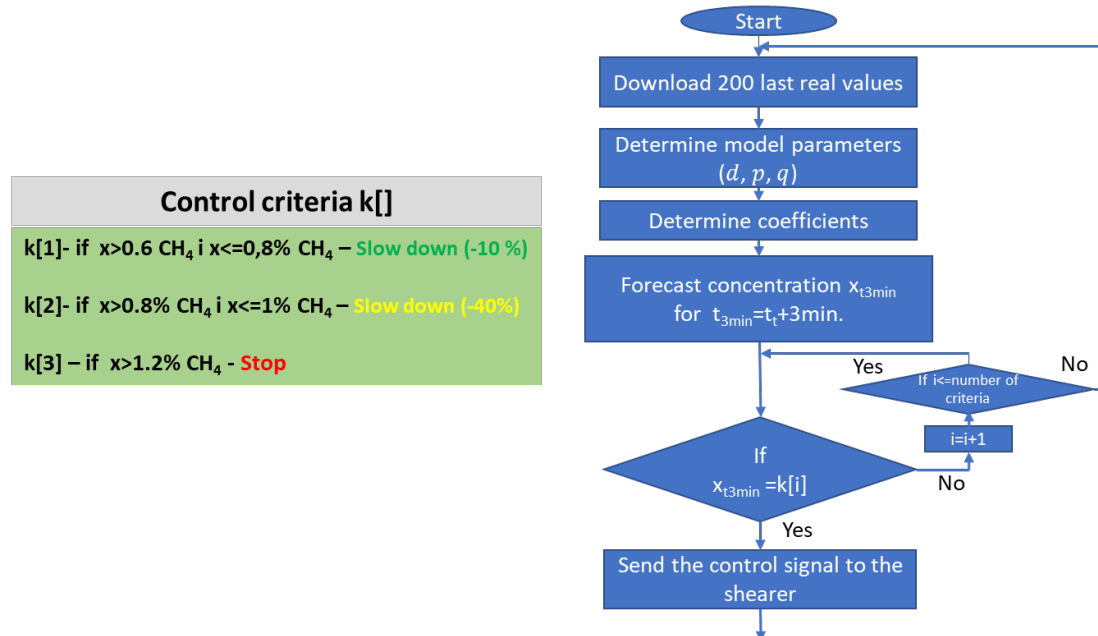 Control criteria k[]
k[1]- if x>0.6 CH₄ i x<=0,8% CH₄ – Slow down (-10 %)
k[2]- if x>0.8% CH₄ i x<=1% CH₄ – Slow down (-40%)
k[3] – if x>1.2% CH₄ - Stop
Start
Download 200 last real values
Determine model parameters
(d, p, q)
Determine coefficients
Forecast concentration xt3min
for t3min=tt+3min.
Yes
No
If i<=number of
criteria
i=i+1
If
xt3min =k[i]
No
Yes
Send the control signal to the
shearer